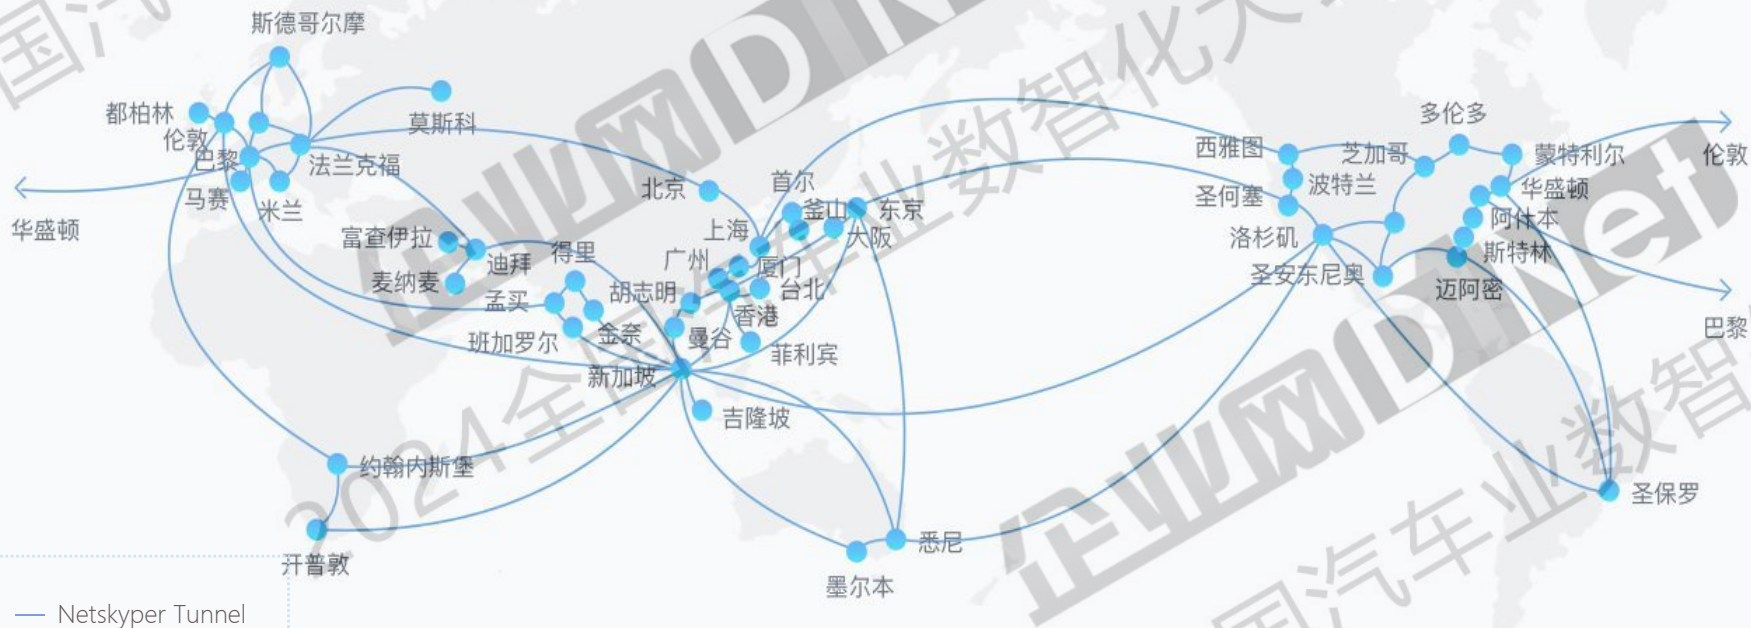 斯德哥尔摩
都柏林
伦敦
巴黎
马赛
米兰
法兰克福
莫斯科
华盛顿
富查伊拉
迪拜
麦纳麦
得里
孟买
班加罗尔
金奈
北京
首尔
釜山
东京
上海
大阪
广州
厦门
胡志明
台北
香港
曼谷
菲利宾
新加坡
吉隆坡
约翰内斯堡
开普敦
悉尼
墨尔本
西雅图
芝加哥
多伦多
蒙特利尔
伦敦
圣何塞
波特兰
华盛顿
阿什本
洛杉矶
斯特林
圣安东尼奥
迈阿密
巴黎
圣保罗
Netskyper Tunnel
企业网DNet
企业网DNet
2024全国汽车业数智化大
国汽车业数智
国汽